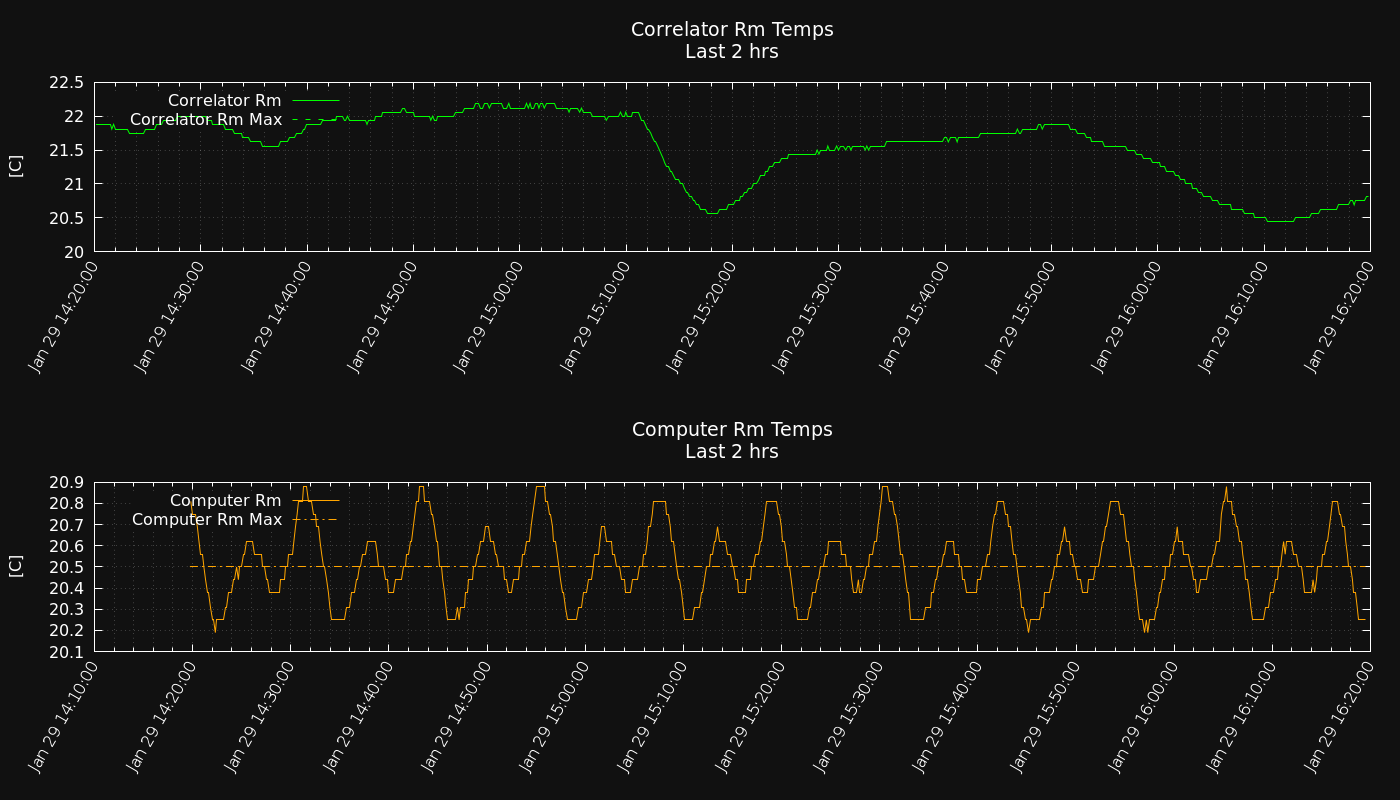 Correlator Rm Temps
Last 2 hrs
22.5
22
21.5
21
20.5
20
[C]
Correlator Rm
Correlator Rm Max
Jan 29 14:20:00
Jan 29 14:30:00
Jan 29 14:40:00
Jan 29 14:50:00
Jan 29 15:00:00
Jan 29 15:10:00
Jan 29 15:20:00
Jan 29 15:30:00
Jan 29 15:40:00
Jan 29 15:50:00
Jan 29 16:00:00
Jan 29 16:10:00
Jan 29 16:20:00
Computer Rm Temps
Last 2 hrs
20.9
20.8
20.7
20.6
20.5
20.4
20.3
20.2
20.1
[C]
Computer Rm
Computer Rm Max
Jan 29 14:10:00
Jan 29 14:20:00
Jan 29 14:30:00
Jan 29 14:40:00
Jan 29 14:50:00
Jan 29 15:00:00
Jan 29 15:10:00
Jan 29 15:20:00
Jan 29 15:30:00
Jan 29 15:40:00
Jan 29 15:50:00
Jan 29 16:00:00
Jan 29 16:10:00
Jan 29 16:20:00